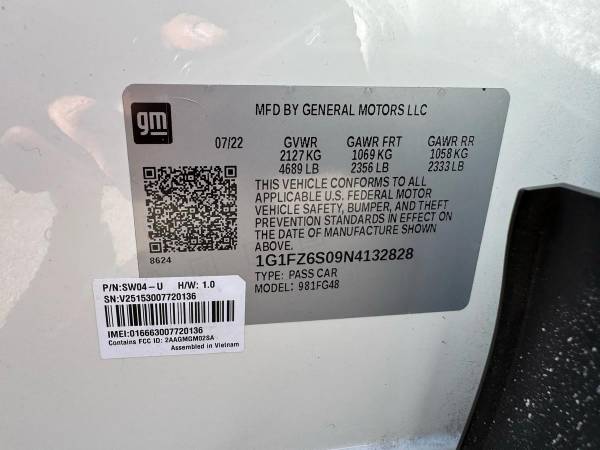 gm
MFD BY GENERAL MOTORS LLC
07/22 GVWR GAWR FRT GAWR RR
2127 KG 1069 KG 1058 KG
4689 LB 2356 LB 2333 LB
THIS VEHICLE CONFORMS TO ALL
APPLICABLE U.S. FEDERAL MOTOR
VEHICLE SAFETY, BUMPER, AND THEFT
PREVENTION STANDARDS IN EFFECT ON
THE DATE OF MANUFACTURE SHOWN
ABOVE.
8624
1G1FZ6S09N4132828
TYPE: PASS CAR
MODEL: 981FG48
P/N:SW04-U H/W: 1.0
SN:V25153007720136
IMEI:016663007720136
Contains FCC ID: 2AAGMGM02SA
Assembled in Vietnam